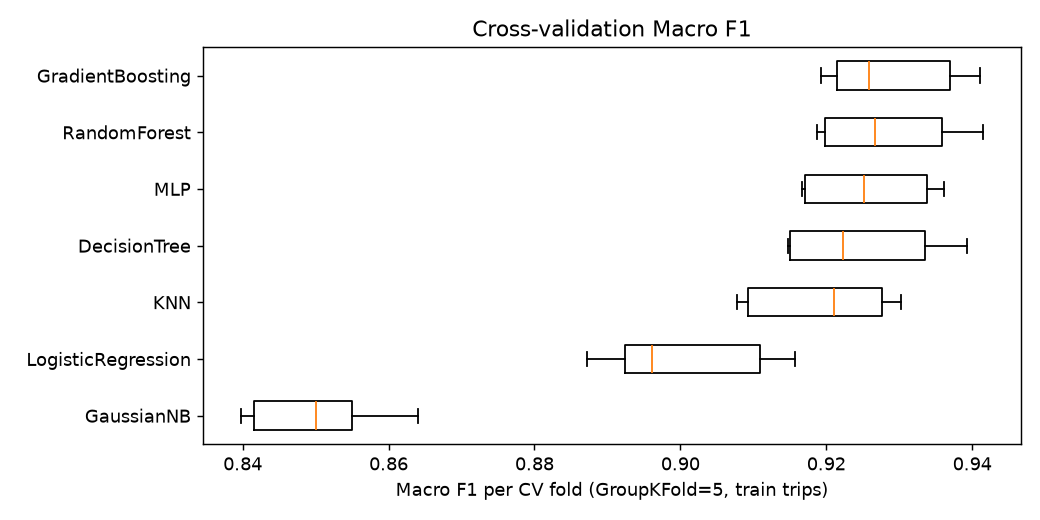 Cross-validation Macro F1
GradientBoosting
RandomForest
MLP
DecisionTree
KNN
LogisticRegression
GaussianNB
0.84 0.86 0.88 0.90 0.92 0.94
Macro F1 per CV fold (GroupKFold=5, train trips)